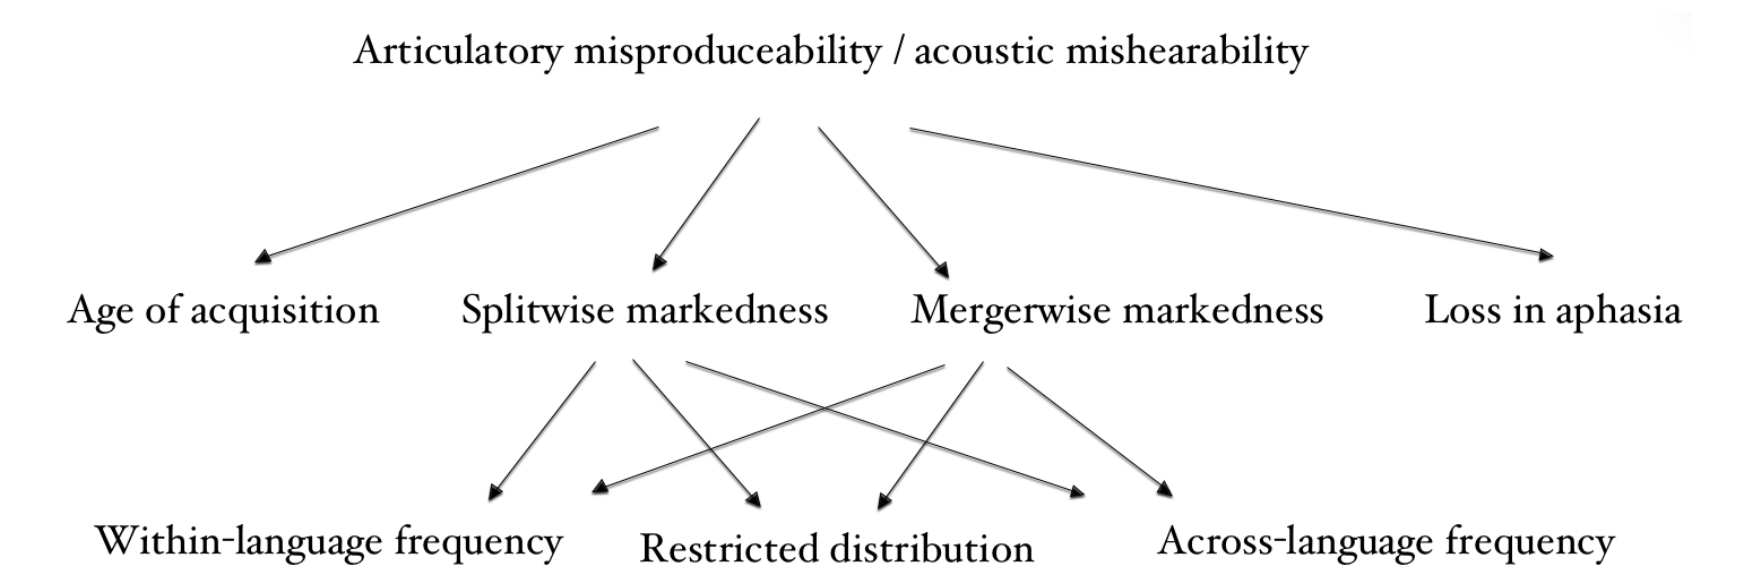 Articulatory misproduceability / acoustic mishearability
Age of acquisition
Splitwise markedness
Mergerwise markedness
Loss in aphasia
Within-language frequency
Restricted distribution
Across-language frequency